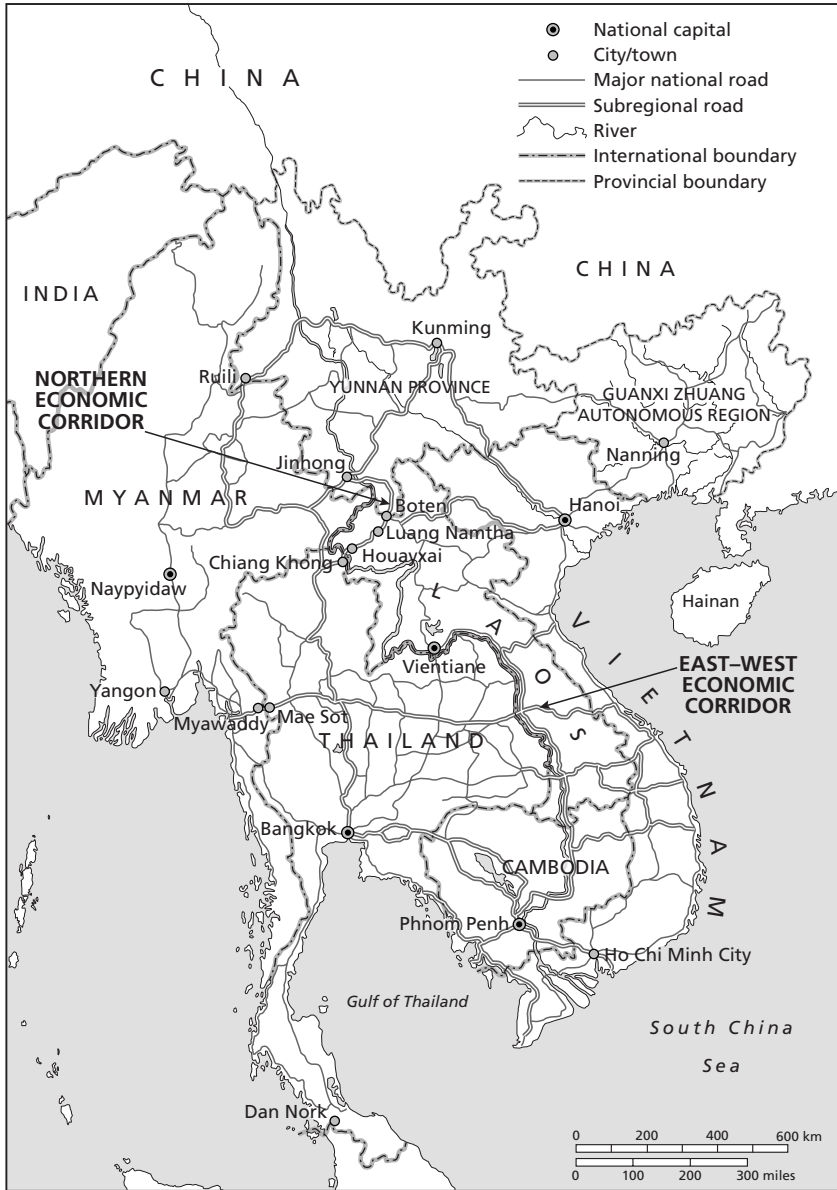 National capital
City/town
Major national road
Subregional road
River
International boundary
Provincial boundary
CHINA
CHINA
INDIA
Kunming
Ruili
NORTHERN
ECONOMIC
CORRIDOR
YUNNAN PROVINCE
GUANXI ZHUANG
AUTONOMOUS REGION
Nanning
Jinhong
MYANMAR
Boten
Hanoi
Luang Namtha
Houayxai
Chiang Khong
Naypyidaw
Hainan
LAOS
VIETNAM
Vientiane
EAST–WEST
ECONOMIC
CORRIDOR
Yangon
Myawaddy
Mae Sot
THAILAND
Bangkok
CAMBODIA
Phnom Penh
Ho Chi Minh City
Gulf of Thailand
South China
Sea
Dan Nork
0 200 400 600 km
0 100 200 300 miles